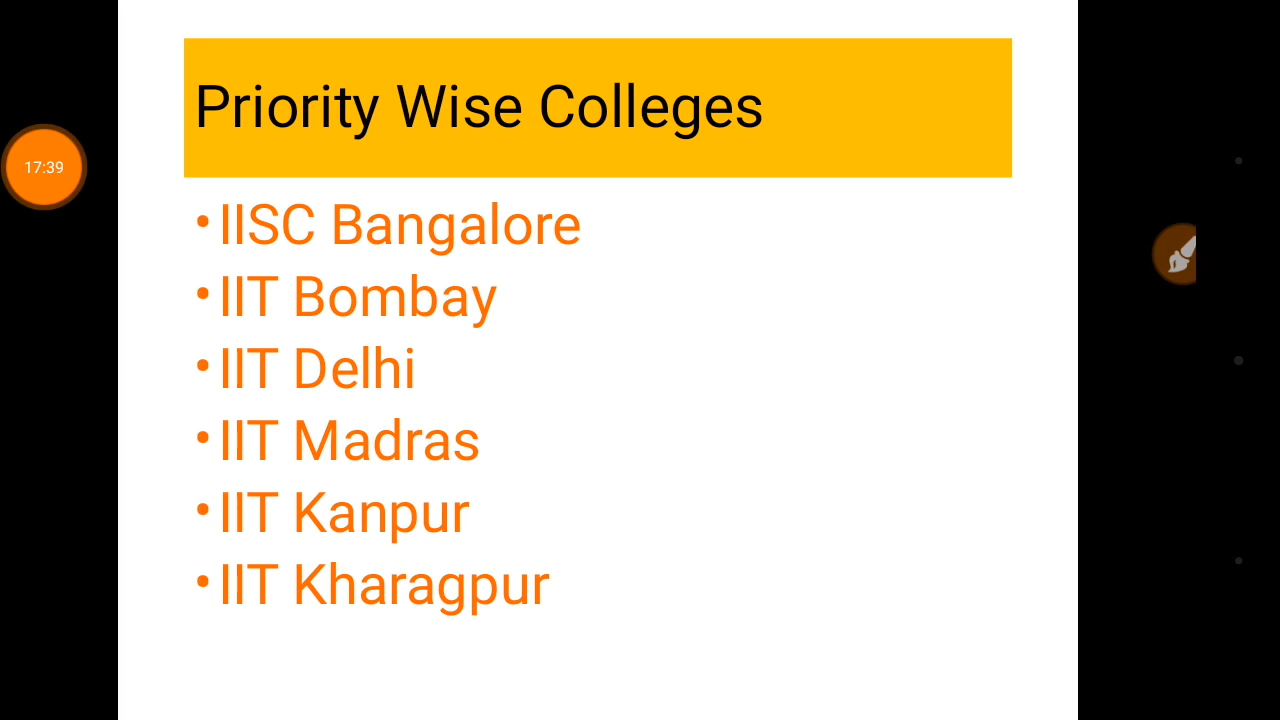 Priority Wise Colleges
17:39
•IISC Bangalore
•IIT Bombay
•IIT Delhi
•IIT Madras
•IIT Kanpur
•IIT Kharagpur